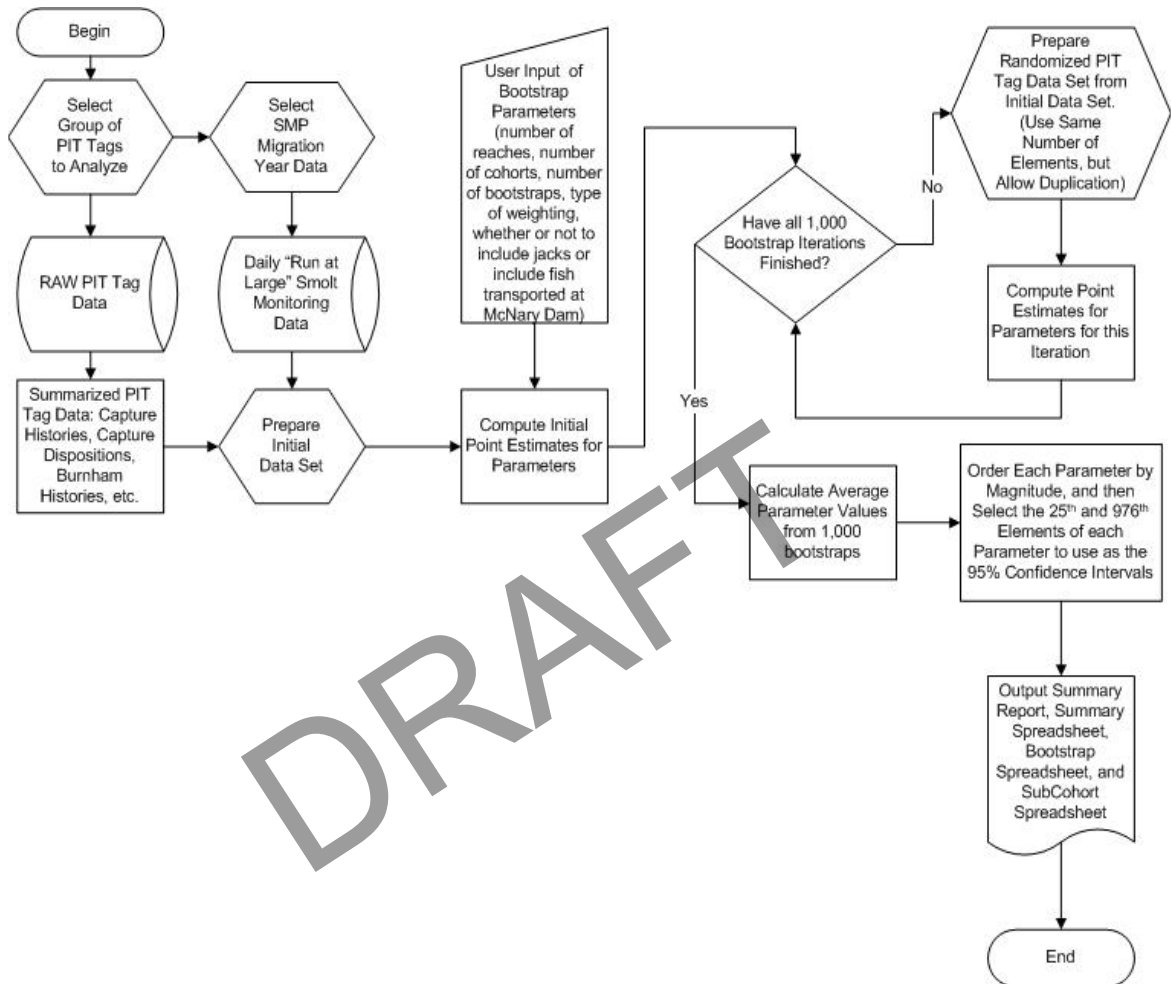 Begin
Select
Group of
PIT Tags
to Analyze
Select
SMP
Migration
Year Data
RAW PIT Tag
Data
Daily “Run at
Large” Smolt
Monitoring
Data
Summarized PIT
Tag Data: Capture
Histories, Capture
Dispositions,
Burnham
Histories, etc.
Prepare
Initial
Data Set
User Input of
Bootstrap
Parameters
(number of
reaches, number
of cohorts, number
of bootstraps, type
of weighting,
whether or not to
include jacks or
include fish
transported at
McNary Dam)
Compute Initial
Point Estimates for
Parameters
Have all 1,000
Bootstrap Iterations
Finished?
No
Prepare
Randomized PIT
Tag Data Set from
Initial Data Set.
(Use Same
Number of
Elements, but
Allow Duplication)
Compute Point
Estimates for
Parameters for this
Iteration
Yes
Calculate Average
Parameter Values
from 1,000
bootstraps
Order Each Parameter by
Magnitude, and then
Select the 25th and 976th
Elements of each
Parameter to use as the
95% Confidence Intervals
Output Summary
Report, Summary
Spreadsheet,
Bootstrap
Spreadsheet, and
SubCohort
Spreadsheet
End
DRAFT